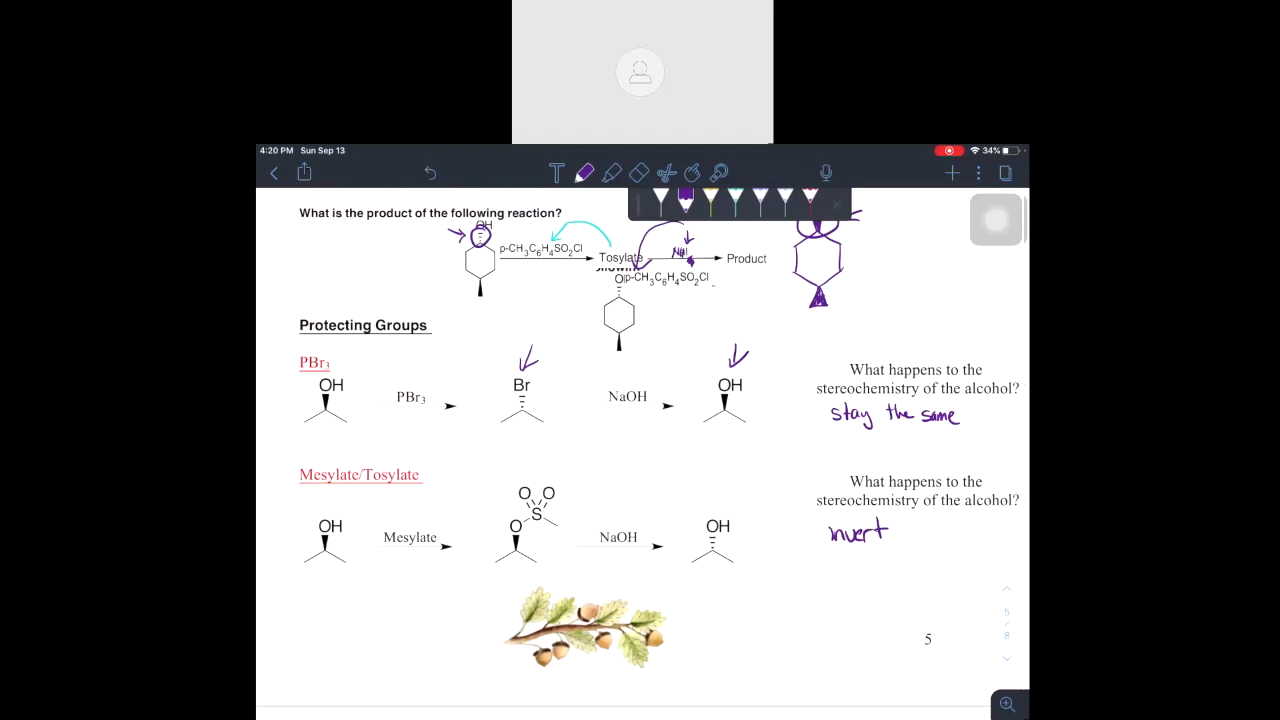 4:20 PM Sun Sep 13
34%
What is the product of the following reaction?
OH
p-CH3C6H4SO2Cl
Tosylate
Product
O|p-CH3C6H4SO2Cl
Protecting Groups
PBr3
OH
PBr3
Br
NaOH
OH
What happens to the
stereochemistry of the alcohol?
stay the same
Mesylate/Tosylate
What happens to the
stereochemistry of the alcohol?
O O
S
OH
Mesylate
O
NaOH
OH
invert
5
/
8
5